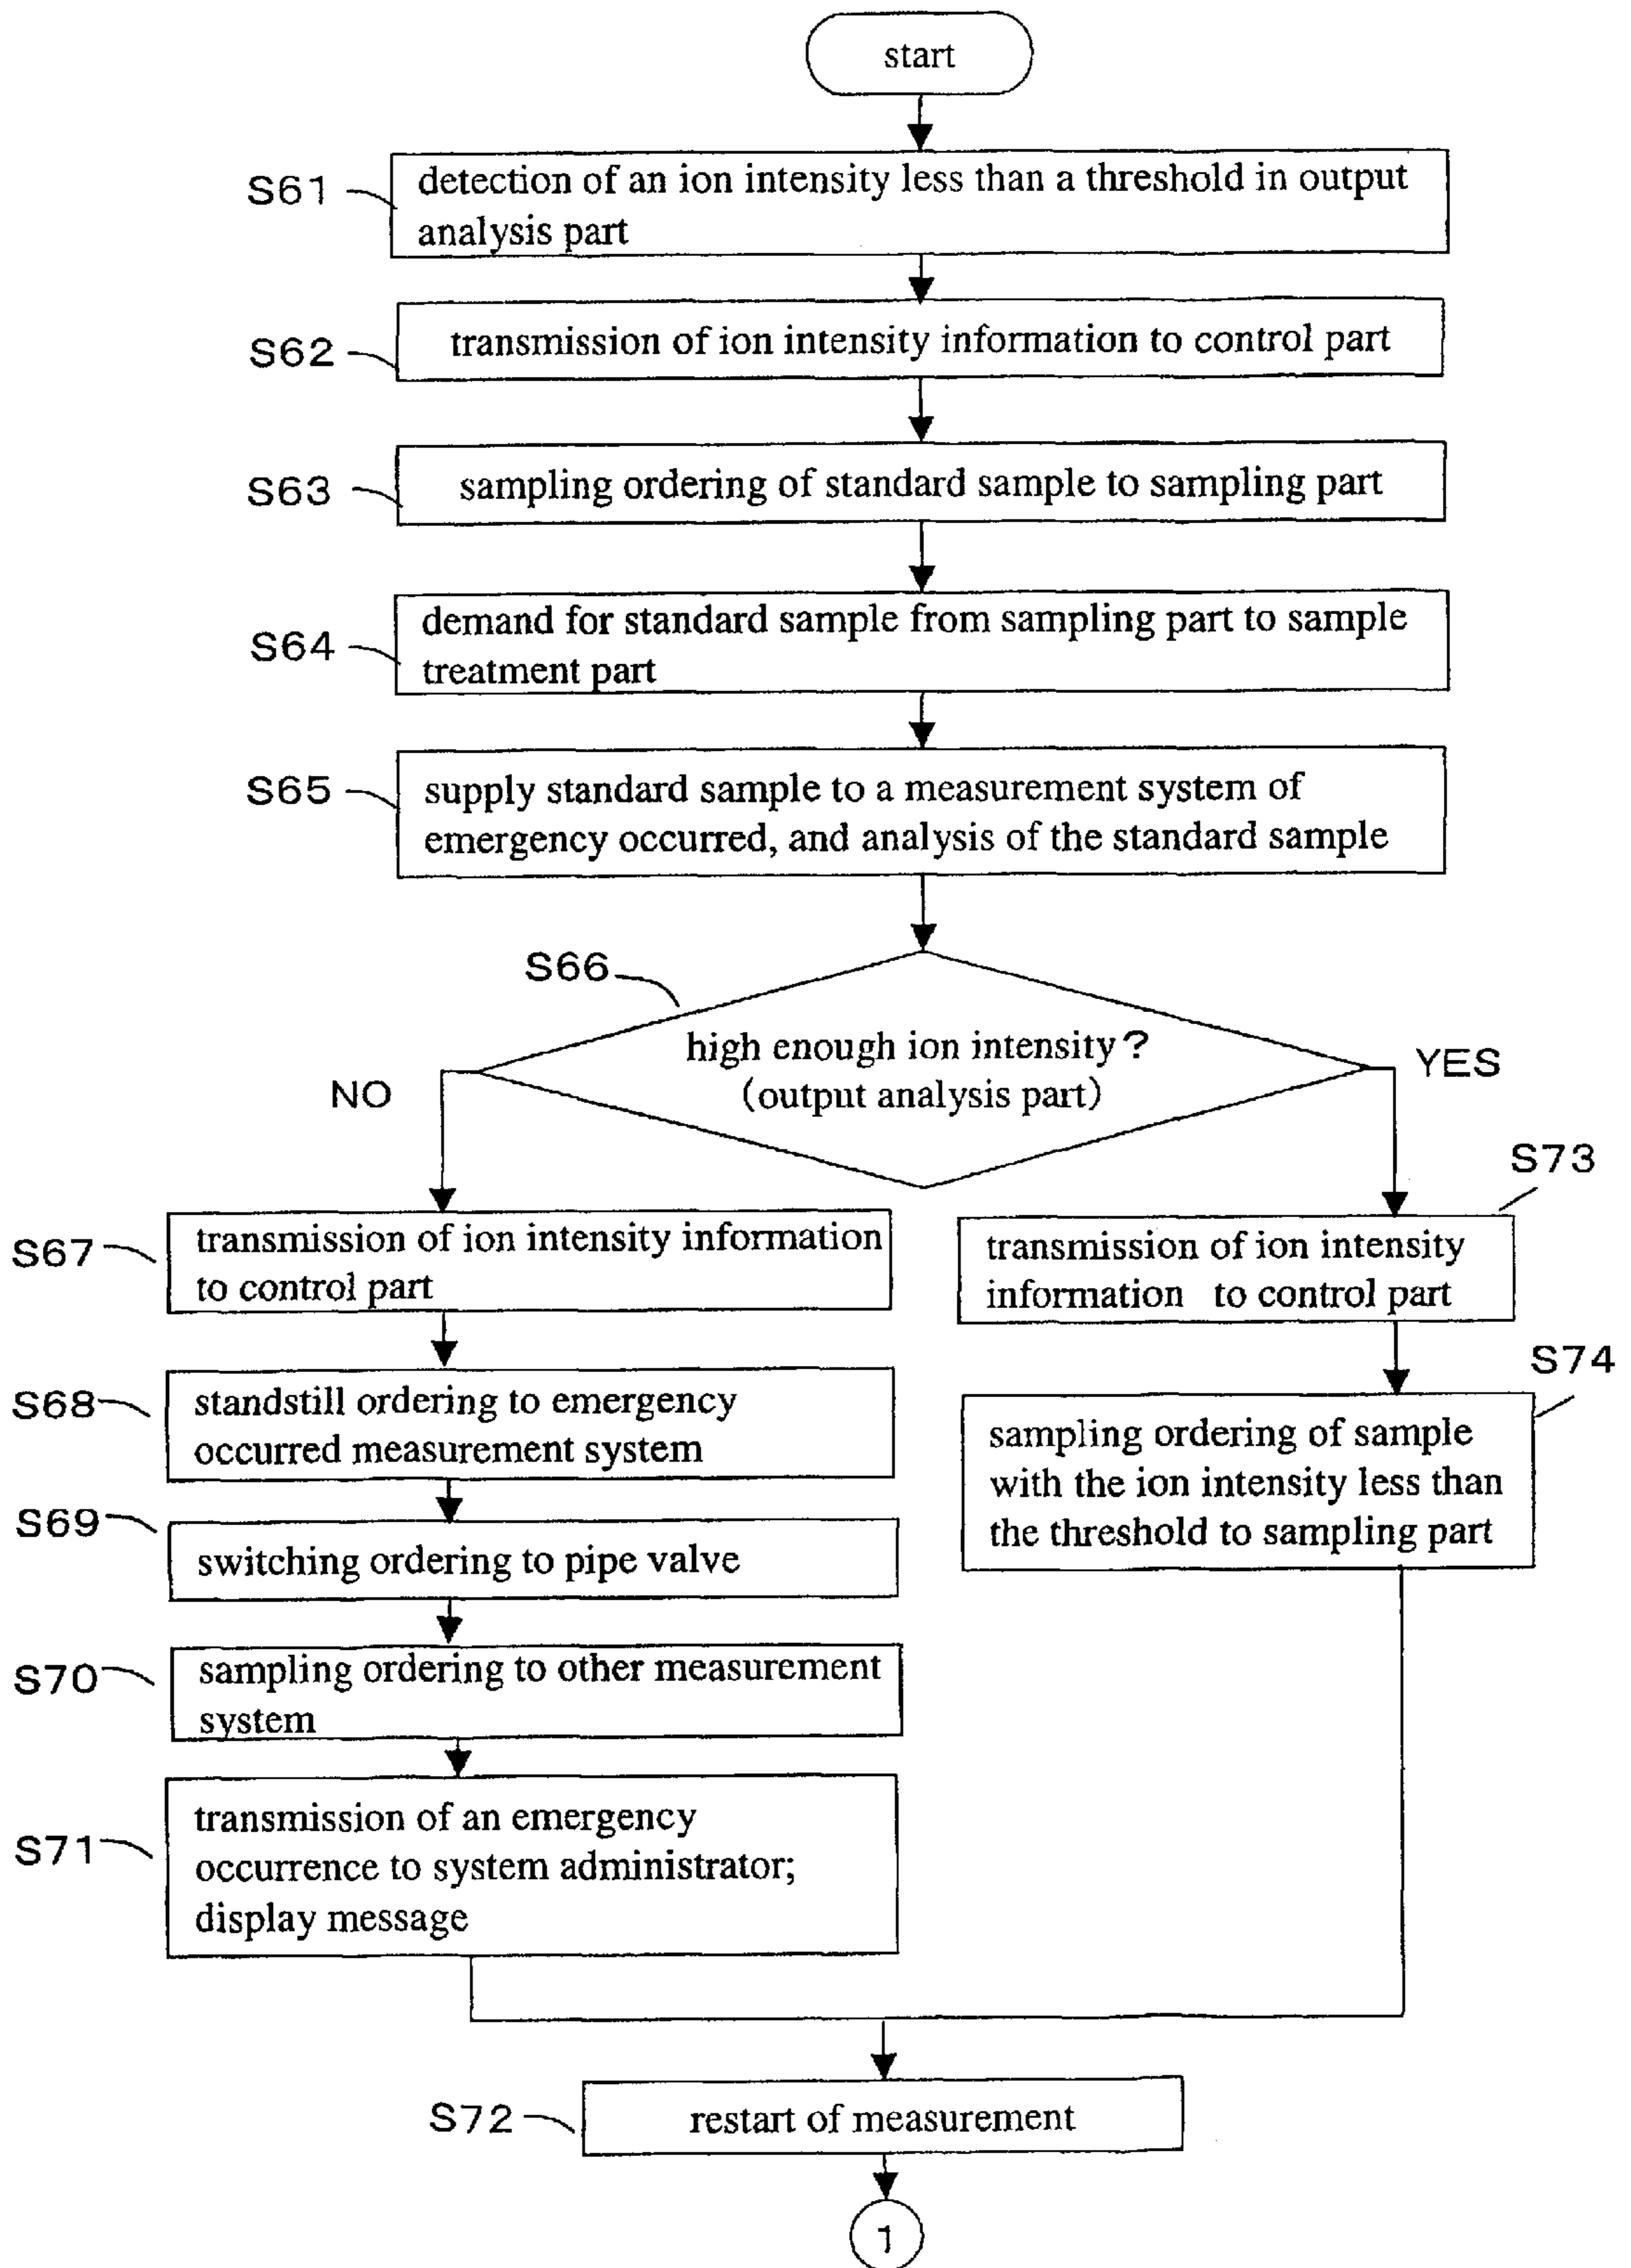 start
S61
detection of an ion intensity less than a threshold in output
analysis part
S62
transmission of ion intensity information to control part
S63
sampling ordering of standard sample to sampling part
S64
demand for standard sample from sampling part to sample
treatment part
S65
supply standard sample to a measurement system of
emergency occurred, and analysis of the standard sample
S66
high enough ion intensity?
(output analysis part)
NO
YES
S67
transmission of ion intensity information
to control part
S68
standstill ordering to emergency
occurred measurement system
S69
switching ordering to pipe valve
S70
sampling ordering to other measurement
system
S71
transmission of an emergency
occurrence to system administrator;
display message
S73
transmission of ion intensity
information to control part
S74
sampling ordering of sample
with the ion intensity less than
the threshold to sampling part
S72
restart of measurement
1